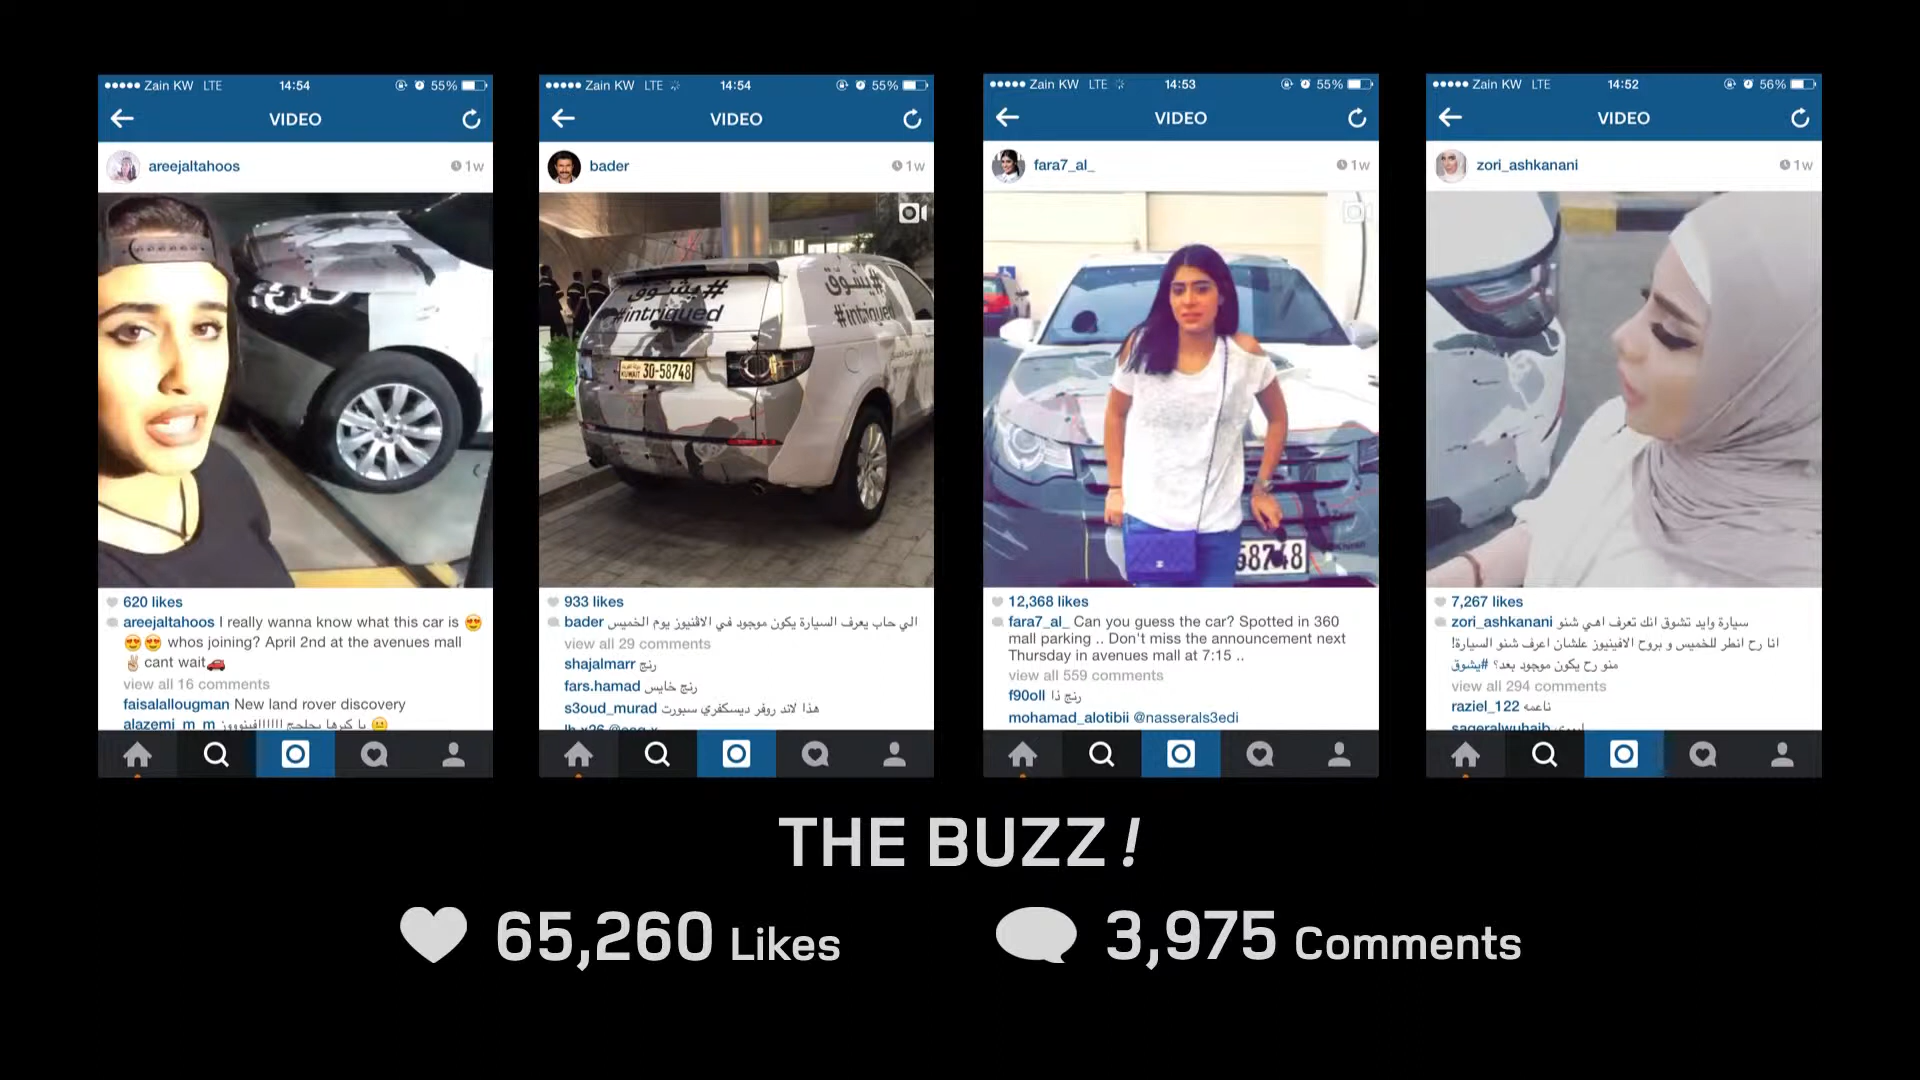 Zain KW LTE 14:54 55%
VIDEO
areejaltahoos 1w
620 likes
areejaltahoos I really wanna know what this car is 😍
😍😍 whos joining? April 2nd at the avenues mall
✌🏼cant wait🚗
view all 16 comments
faisalallougman New land rover discovery
alazemi_m_m
Zain KW LTE 14:54 55%
VIDEO
bader 1w
#يشوق
#intrigued
#يشوق
#intrigued
KUWAIT 30-58748
933 likes
bader الي حاب يعرف السيارة يكون موجود في الافنيوز يوم الخميس
view all 29 comments
shajalmarr رنج
fars.hamad رنج خايس
s3oud_murad هذا لاند روفر ديسكفري سبورت
Zain KW LTE 14:53 55%
VIDEO
fara7_al_ 1w
58748
12,368 likes
fara7_al_ Can you guess the car? Spotted in 360
mall parking .. Don't miss the announcement next
Thursday in avenues mall at 7:15 ..
view all 559 comments
f90oll رنج ذا
mohamad_alotibii @nasserals3edi
Zain KW LTE 14:52 56%
VIDEO
zori_ashkanani 1w
7,267 likes
zori_ashkanani سيارة وايد تشوق انك تعرف اهي شنو
انا رح انطر للخميس و بروح الافينيوز علشان اعرف شنو السيارة!
منو رح يكون موجود بعد؟ #يشوق
view all 294 comments
raziel_122 ناعمه
sageralwuhaib
THE BUZZ!
65,260 Likes
3,975 Comments